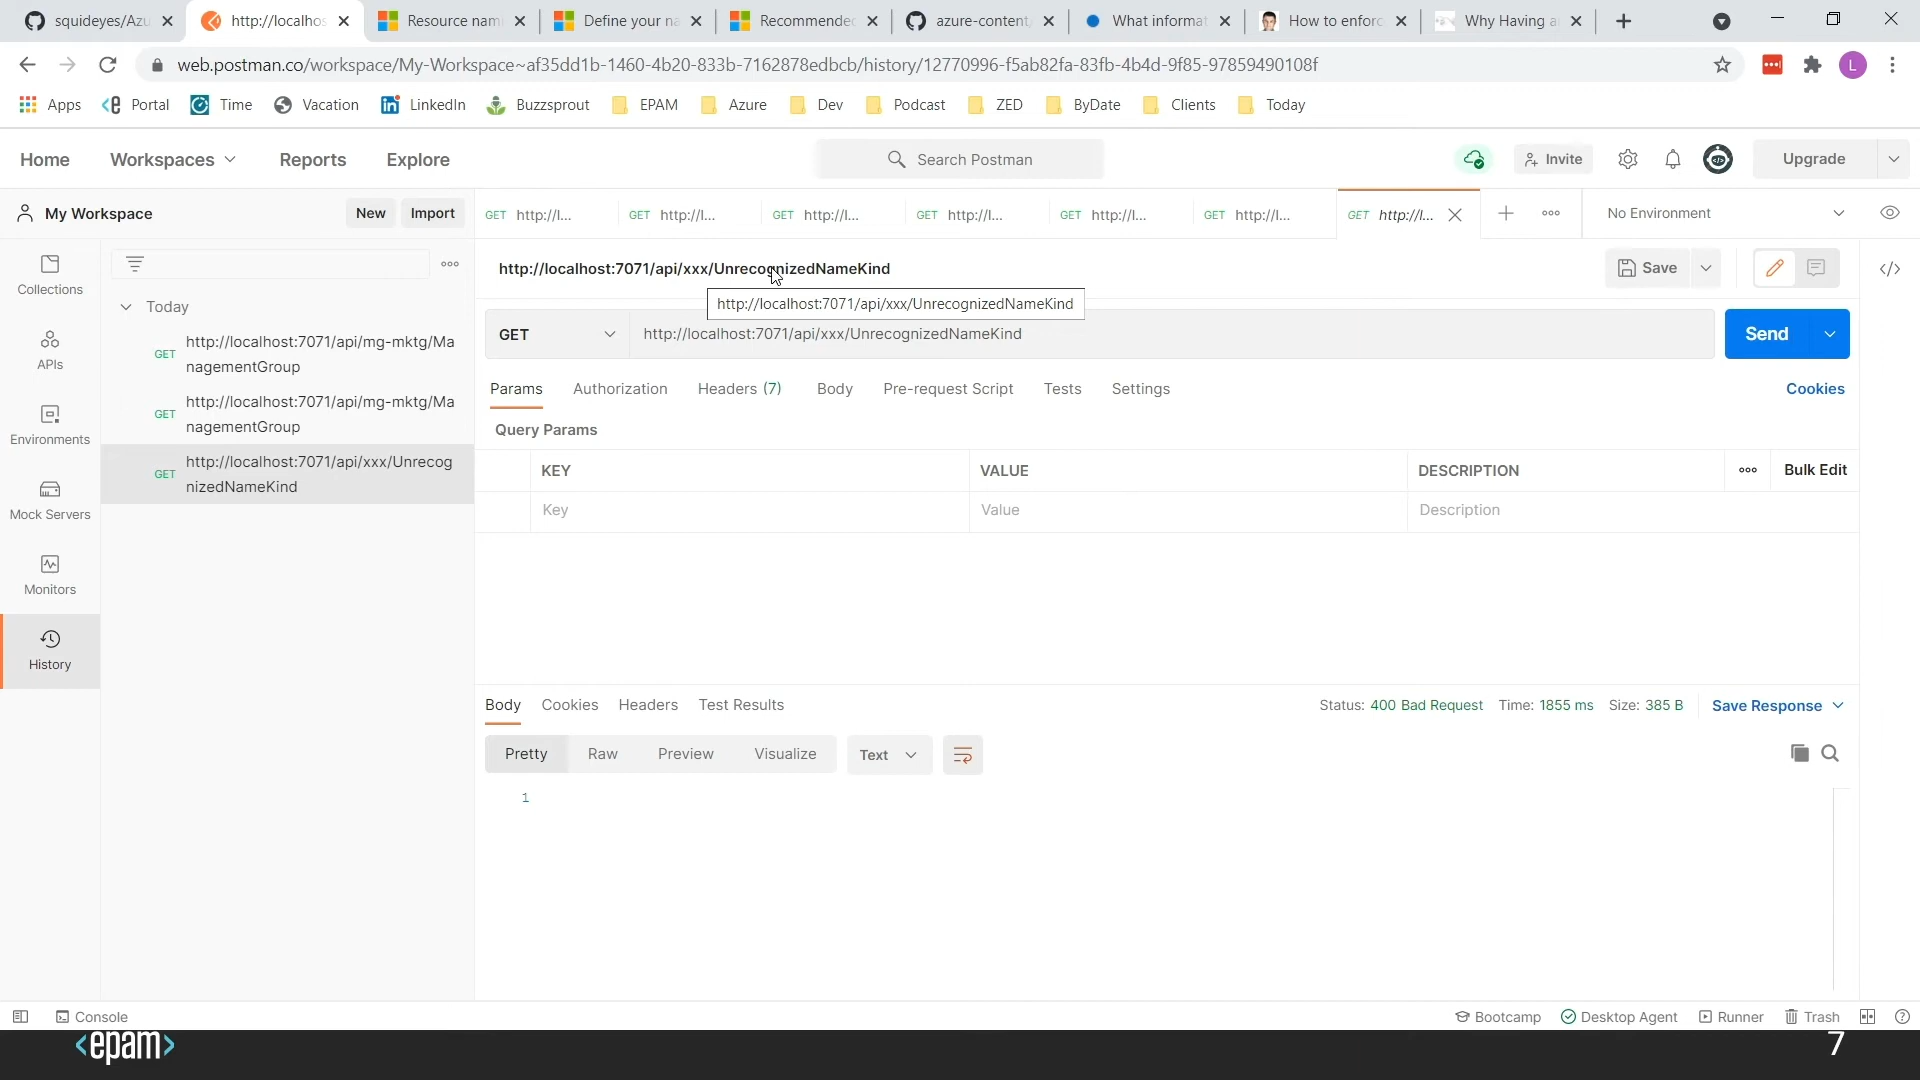 squideyes/Azu
http://localhos
Resource nami
Define your na
Recommended
azure-content
What informat
How to enforc
Why Having a
web.postman.co/workspace/My-Workspace~af35dd1b-1460-4b20-833b-7162878edbcb/history/12770996-f5ab82fa-83fb-4b4d-9f85-97859490108f
L
Apps Portal Time Vacation LinkedIn Buzzsprout EPAM Azure Dev Podcast ZED ByDate Clients Today
Home Workspaces Reports Explore
Search Postman
Invite
Upgrade
My Workspace
New
Import
GET http://l...
GET http://l...
GET http://l...
GET http://l...
GET http://l...
GET http://l...
GET http://l...
No Environment
Collections
APIs
Environments
Mock Servers
Monitors
History
Today
GET http://localhost:7071/api/mg-mktg/Ma
nagementGroup
GET http://localhost:7071/api/mg-mktg/Ma
nagementGroup
GET http://localhost:7071/api/xxx/Unrecog
nizedNameKind
http://localhost:7071/api/xxx/UnrecognizedNameKind
Save
http://localhost:7071/api/xxx/UnrecognizedNameKind
GET http://localhost:7071/api/xxx/UnrecognizedNameKind
Send
Params Authorization Headers (7) Body Pre-request Script Tests Settings
Cookies
Query Params
KEY VALUE DESCRIPTION
Bulk Edit
Key Value Description
Body Cookies Headers Test Results
Status: 400 Bad Request Time: 1855 ms Size: 385 B
Save Response
Pretty Raw Preview Visualize Text
1
Console
Bootcamp Desktop Agent Runner Trash
<epam>
7